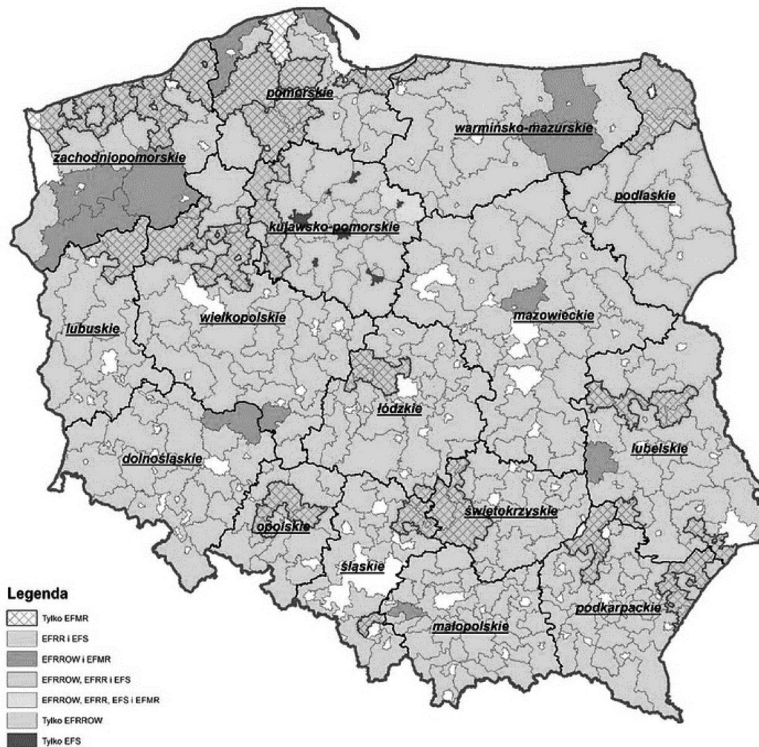 pomorskie
warmińsko-mazurskie
zachodniopomorskie
podlaskie
kujawsko-pomorskie
mazowieckie
wielkopolskie
lubuskie
łódzkie
lubelskie
dolnośląskie
świętokrzyskie
opolskie
śląskie
podkarpackie
małopolskie
Legenda
Tylko EFMR
EFRR i EFS
EFRROW i EFMR
EFRROW, EFRR i EFS
EFRROW, EFRR, EFS i EFMR
Tylko EFRROW
Tylko EFS